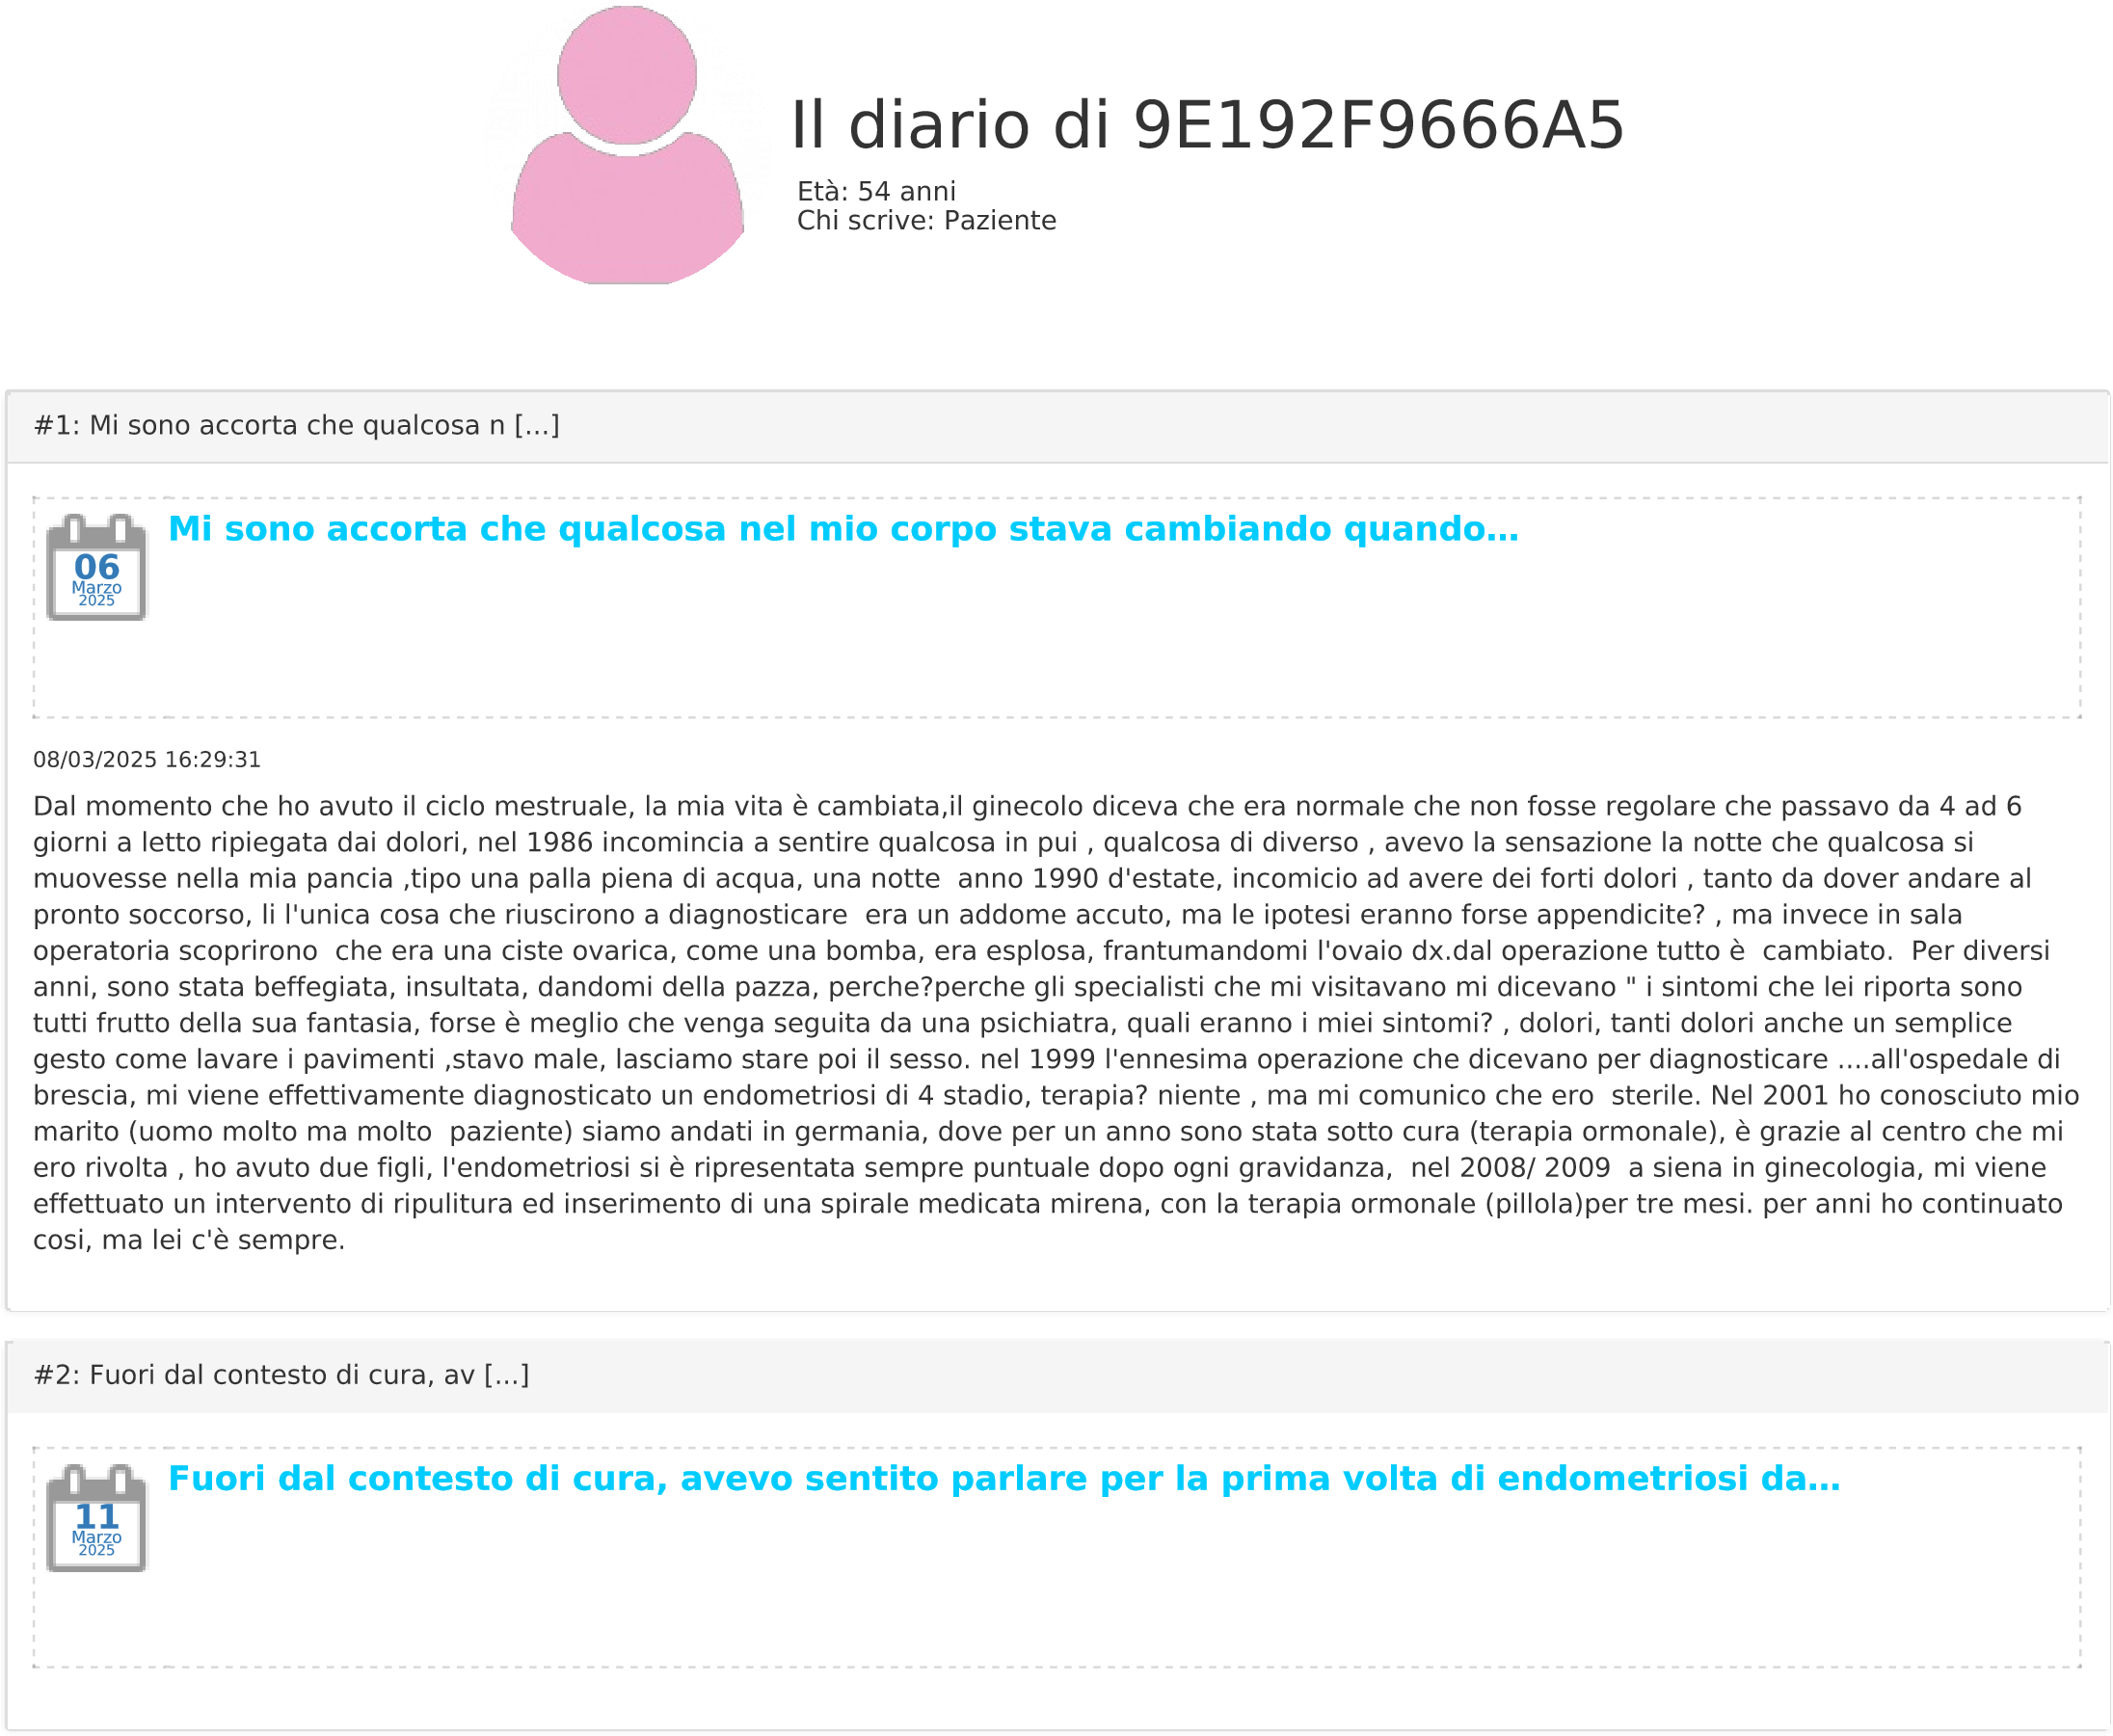 Il diario di 9E192F9666A5
Età: 54 anni
Chi scrive: Paziente
#1: Mi sono accorta che qualcosa n [...]
Mi sono accorta che qualcosa nel mio corpo stava cambiando quando...
06
Marzo
2025
08/03/2025 16:29:31
Dal momento che ho avuto il ciclo mestruale, la mia vita è cambiata,il ginecolo diceva che era normale che non fosse regolare che passavo da 4 ad 6
giorni a letto ripiegata dai dolori, nel 1986 incomincia a sentire qualcosa in pui , qualcosa di diverso , avevo la sensazione la notte che qualcosa si
muovesse nella mia pancia ,tipo una palla piena di acqua, una notte  anno 1990 d'estate, incomicio ad avere dei forti dolori , tanto da dover andare al
pronto soccorso, li l'unica cosa che riuscirono a diagnosticare  era un addome accuto, ma le ipotesi eranno forse appendicite? , ma invece in sala
operatoria scoprirono  che era una ciste ovarica, come una bomba, era esplosa, frantumandomi l'ovaio dx.dal operazione tutto è  cambiato.  Per diversi
anni, sono stata beffegiata, insultata, dandomi della pazza, perche?perche gli specialisti che mi visitavano mi dicevano " i sintomi che lei riporta sono
tutti frutto della sua fantasia, forse è meglio che venga seguita da una psichiatra, quali eranno i miei sintomi? , dolori, tanti dolori anche un semplice
gesto come lavare i pavimenti ,stavo male, lasciamo stare poi il sesso. nel 1999 l'ennesima operazione che dicevano per diagnosticare ....all'ospedale di
brescia, mi viene effettivamente diagnosticato un endometriosi di 4 stadio, terapia? niente , ma mi comunico che ero  sterile. Nel 2001 ho conosciuto mio
marito (uomo molto ma molto  paziente) siamo andati in germania, dove per un anno sono stata sotto cura (terapia ormonale), è grazie al centro che mi
ero rivolta , ho avuto due figli, l'endometriosi si è ripresentata sempre puntuale dopo ogni gravidanza,  nel 2008/ 2009  a siena in ginecologia, mi viene
effettuato un intervento di ripulitura ed inserimento di una spirale medicata mirena, con la terapia ormonale (pillola)per tre mesi. per anni ho continuato
cosi, ma lei c'è sempre.
#2: Fuori dal contesto di cura, av [...]
Fuori dal contesto di cura, avevo sentito parlare per la prima volta di endometriosi da...
11
Marzo
2025